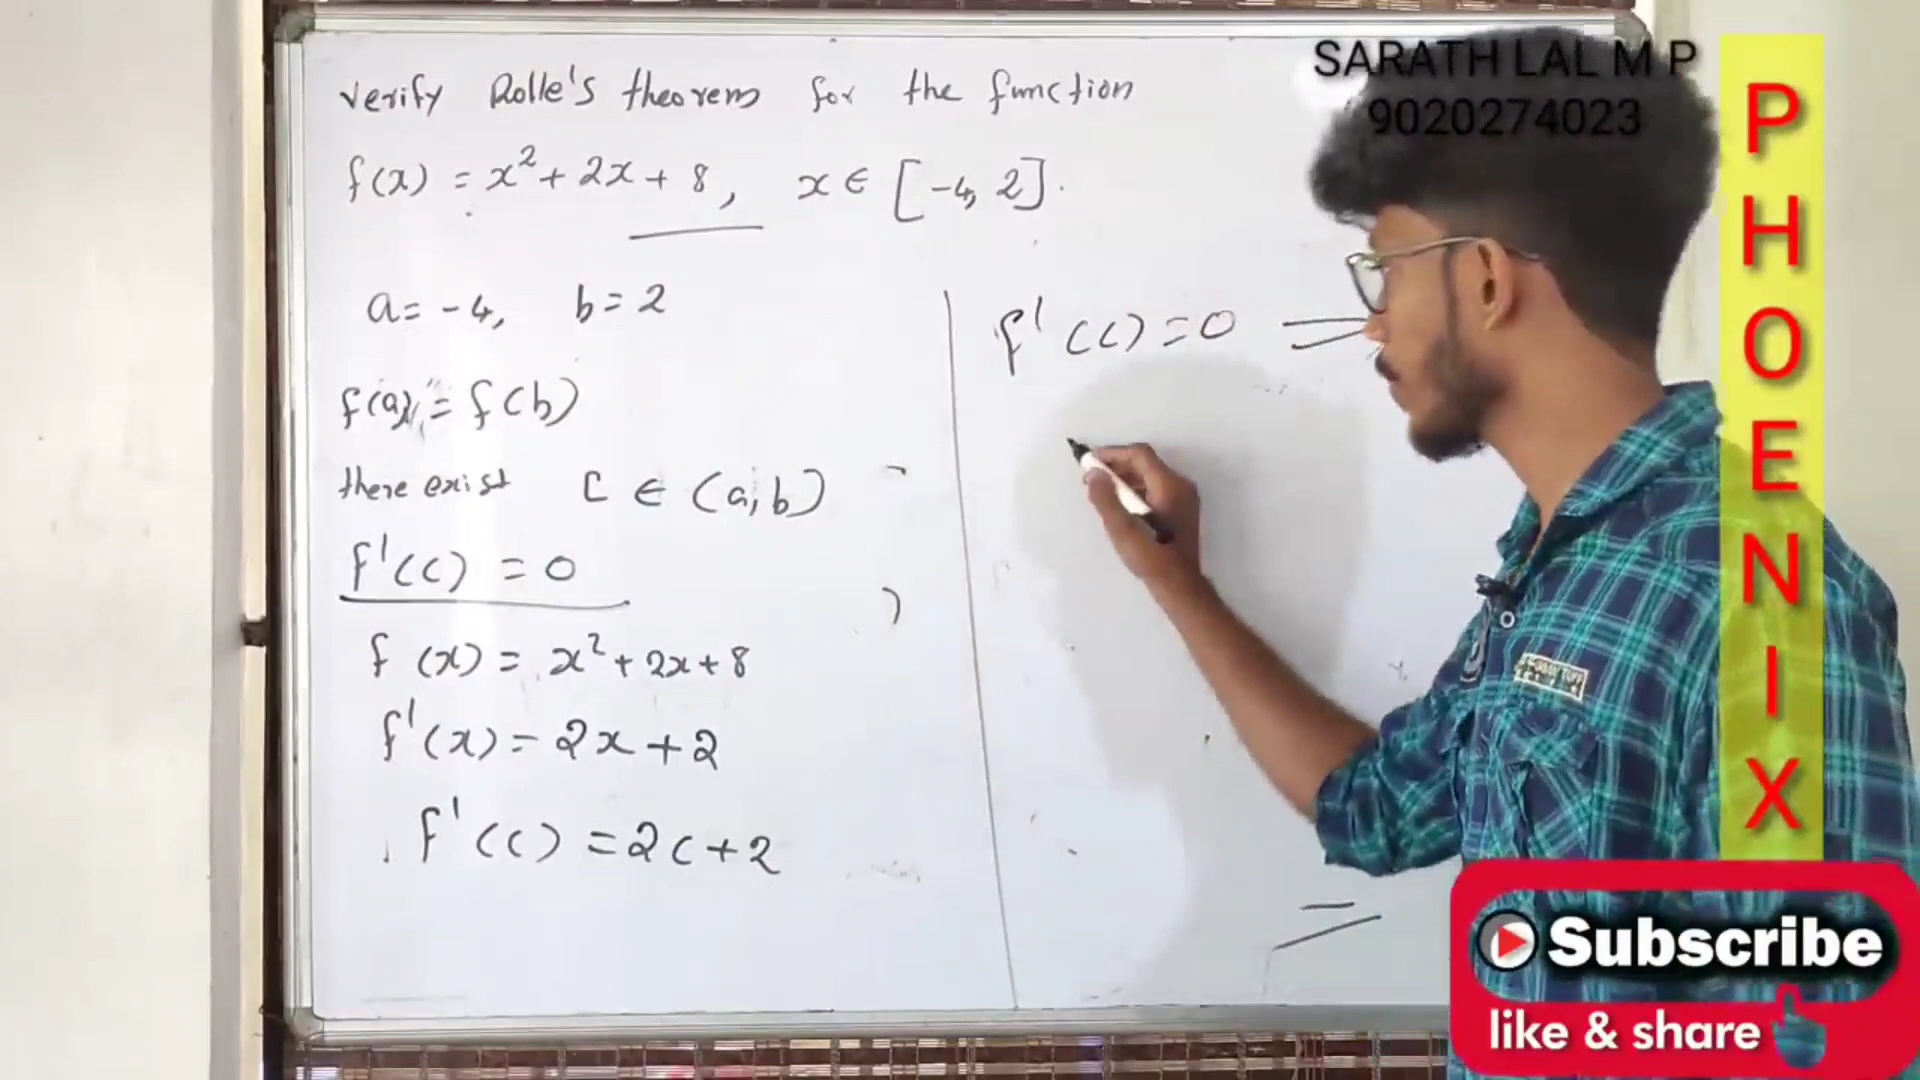 verify Rolle's theorem for the function
f(x) = x² + 2x + 8, x ∈ [-4, 2].
a = -4, b = 2
f(a) = f(b)
there exist c ∈ (a, b)
f'(c) = 0
f(x) = x² + 2x + 8
f'(x) = 2x + 2
f'(c) = 2c + 2
f'(c) = 0 =
SARATH LAL M P
9020274023
PHOENIX
Subscribe
like & share